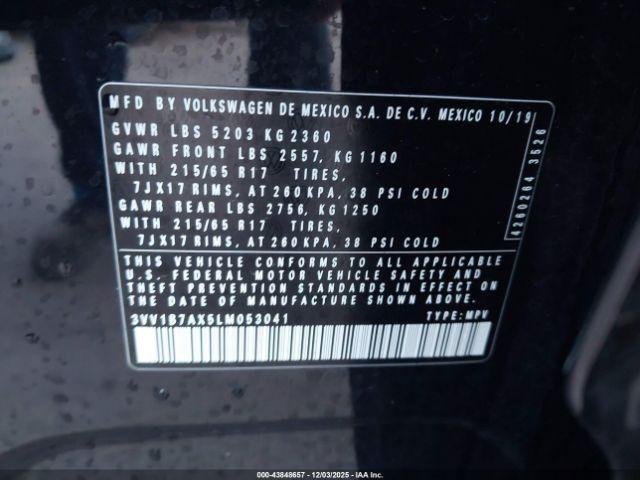 MFD BY VOLKSWAGEN DE MEXICO S.A. DE C.V. MEXICO 10/19
GVWR LBS 5203 KG 2360
GAWR FRONT LBS 2557, KG 1160
WITH 215/65 R17 TIRES,
7JX17 RIMS, AT 260 KPA, 38 PSI COLD
GAWR REAR LBS 2756, KG 1250
WITH 215/65 R17 TIRES,
7JX17 RIMS, AT 260 KPA, 38 PSI COLD
THIS VEHICLE CONFORMS TO ALL APPLICABLE
U.S. FEDERAL MOTOR VEHICLE SAFETY AND
THEFT PREVENTION STANDARDS IN EFFECT ON
THE DATE OF MANUFACTURE SHOWN ABOVE.
3VV1B7AX5LM053041 TYPE: MPV
4260264 3526
000-43848657 - 12/03/2025 - IAA Inc.